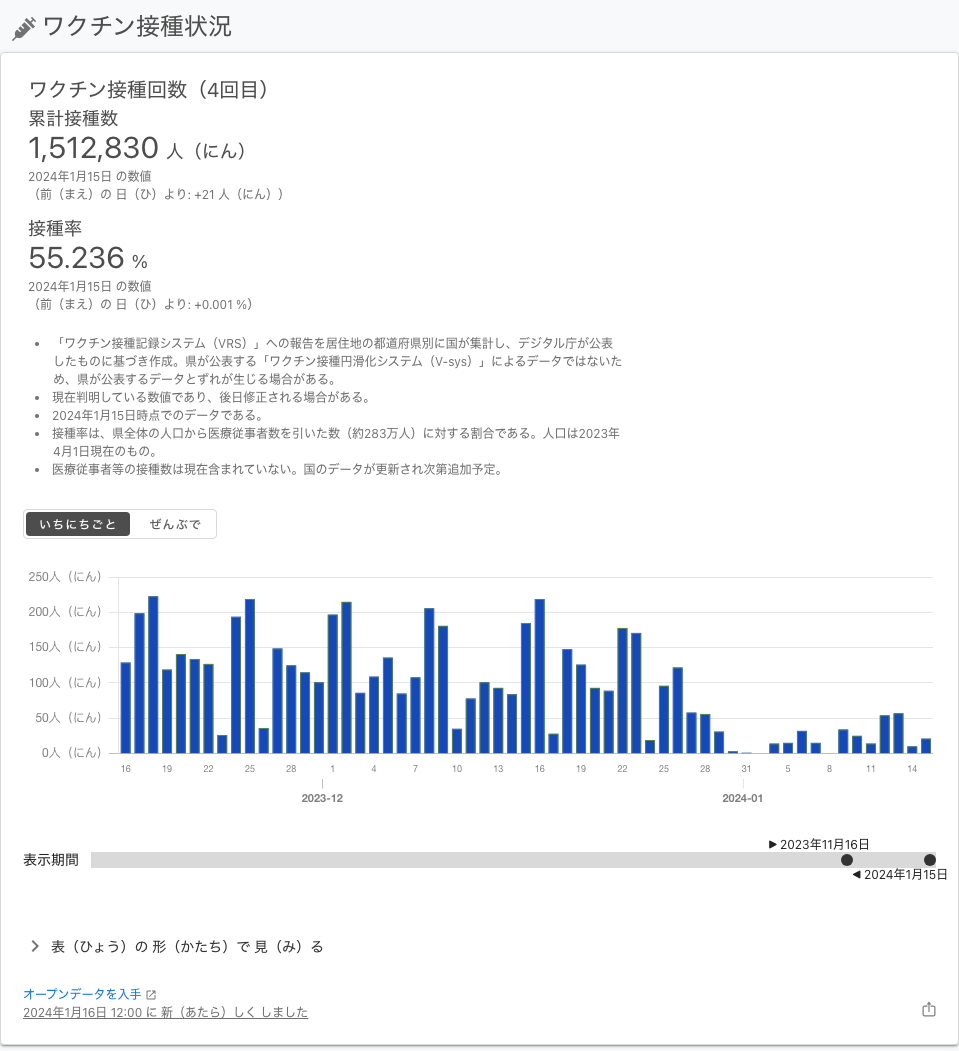 ワクチン接種状況
ワクチン接種回数（4回目）
累計接種数
1,512,830 人（にん）
2024年1月15日 の数値
（前（まえ）の 日（ひ）より: +21 人（にん））
接種率
55.236 %
2024年1月15日 の数値
（前（まえ）の 日（ひ）より: +0.001 %）
• 「ワクチン接種記録システム（VRS）」への報告を居住地の都道府県別に国が集計し、デジタル庁が公表
したものに基づき作成。県が公表する「ワクチン接種円滑化システム（V-sys）」によるデータではないた
め、県が公表するデータとずれが生じる場合がある。
• 現在判明している数値であり、後日修正される場合がある。
• 2024年1月15日時点でのデータである。
• 接種率は、県全体の人口から医療従事者数を引いた数（約283万人）に対する割合である。人口は2023年
4月1日現在のもの。
• 医療従事者等の接種数は現在含まれていない。国のデータが更新され次第追加予定。
いちにちごと ぜんぶで
250人（にん）
200人（にん）
150人（にん）
100人（にん）
50人（にん）
0人（にん）
16 19 22 25 28 1 4 7 10 13 16 19 22 25 28 31 5 8 11 14
2023-12 2024-01
▶ 2023年11月16日
表示期間
◀ 2024年1月15日
表（ひょう）の 形（かたち）で 見（み）る
オープンデータを入手
2024年1月16日 12:00 に 新（あたら）しく しました